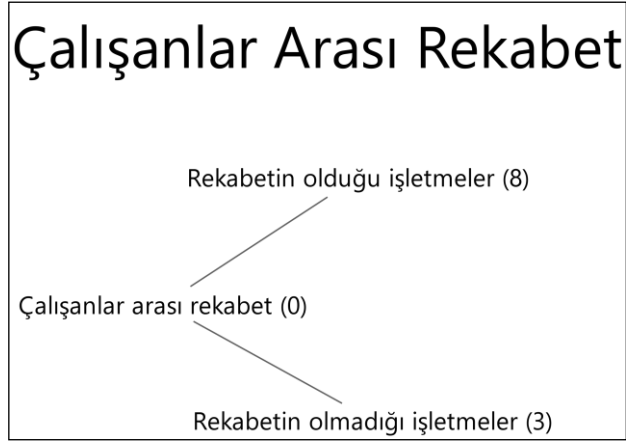 Çalışanlar Arası Rekabet
Rekabetin olduğu işletmeler (8)
Çalışanlar arası rekabet (0)
Rekabetin olmadığı işletmeler (3)